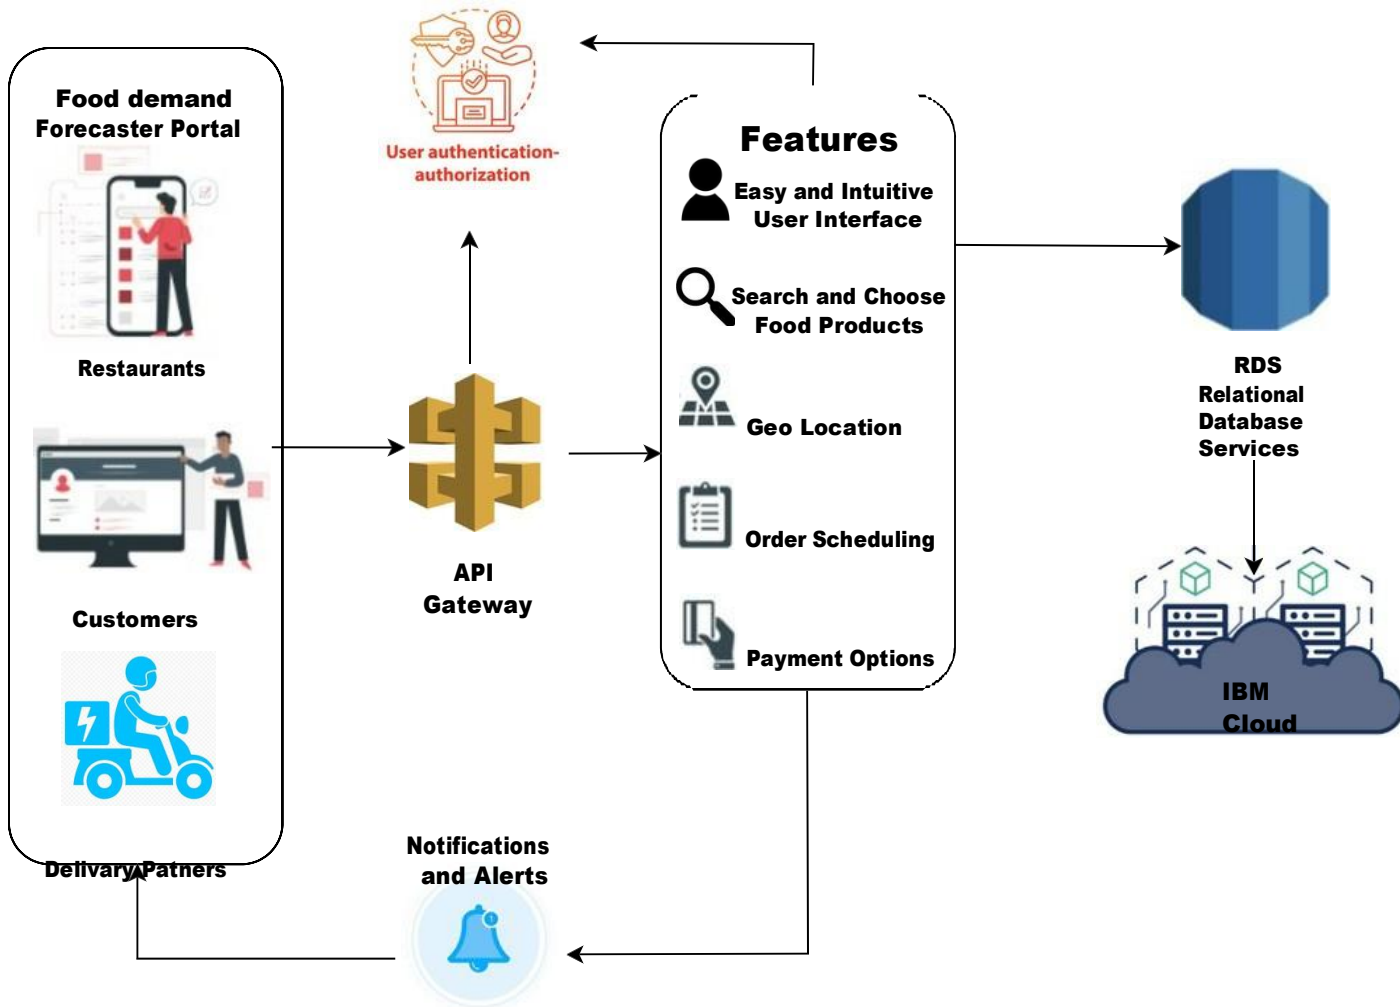 Food demand
Forecaster Portal
Restaurants
Customers
Delivary Patners
User authentication-
authorization
API
Gateway
Notifications
and Alerts
1
Features
Easy and Intuitive
User Interface
Search and Choose
Food Products
Geo Location
Order Scheduling
Payment Options
RDS
Relational
Database
Services
IBM
Cloud